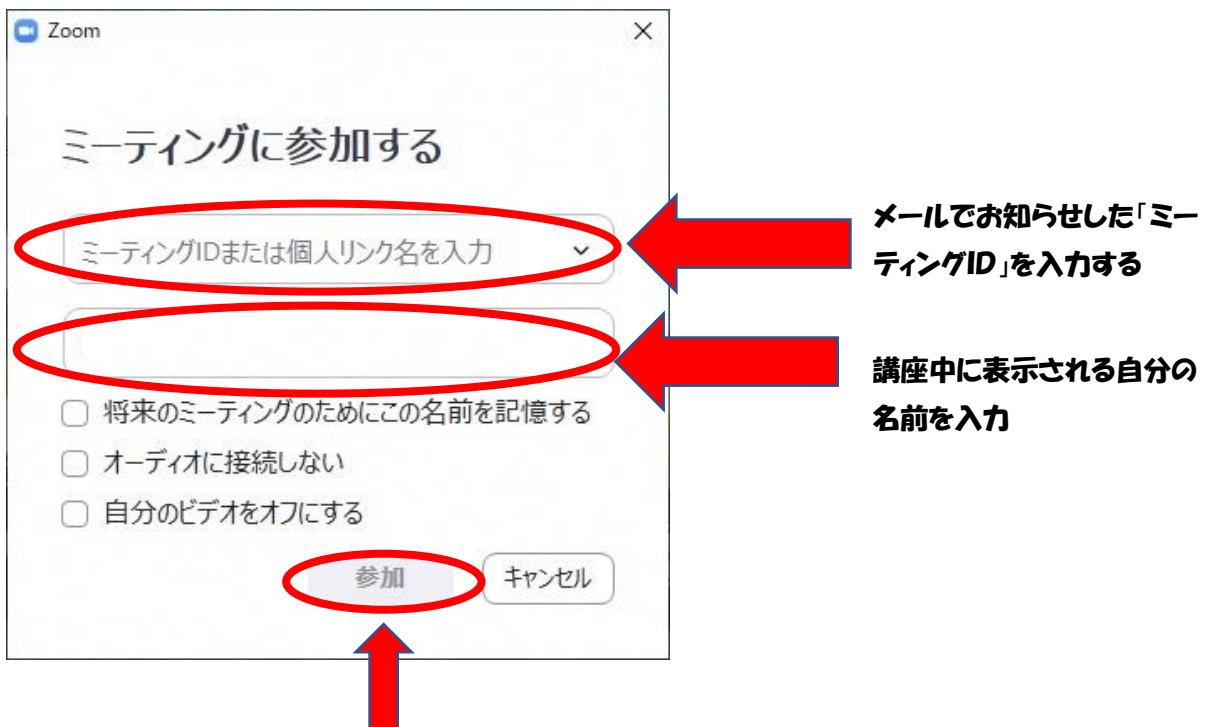 Zoom
ミーティングに参加する
ミーティングIDまたは個人リンク名を入力
メールでお知らせした「ミー
ティングID」を入力する
講座中に表示される自分の
名前を入力
将来のミーティングのためにこの名前を記憶する
オーディオに接続しない
自分のビデオをオフにする
参加
キャンセル